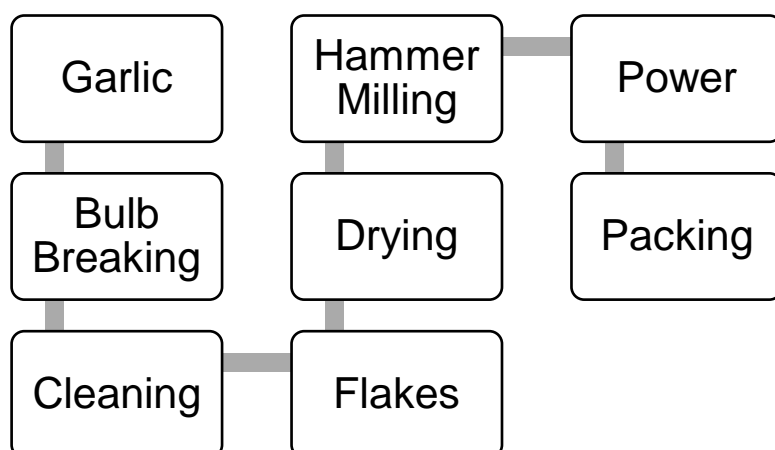 Garlic
Bulb
Breaking
Cleaning
Flakes
Drying
Hammer
Milling
Power
Packing